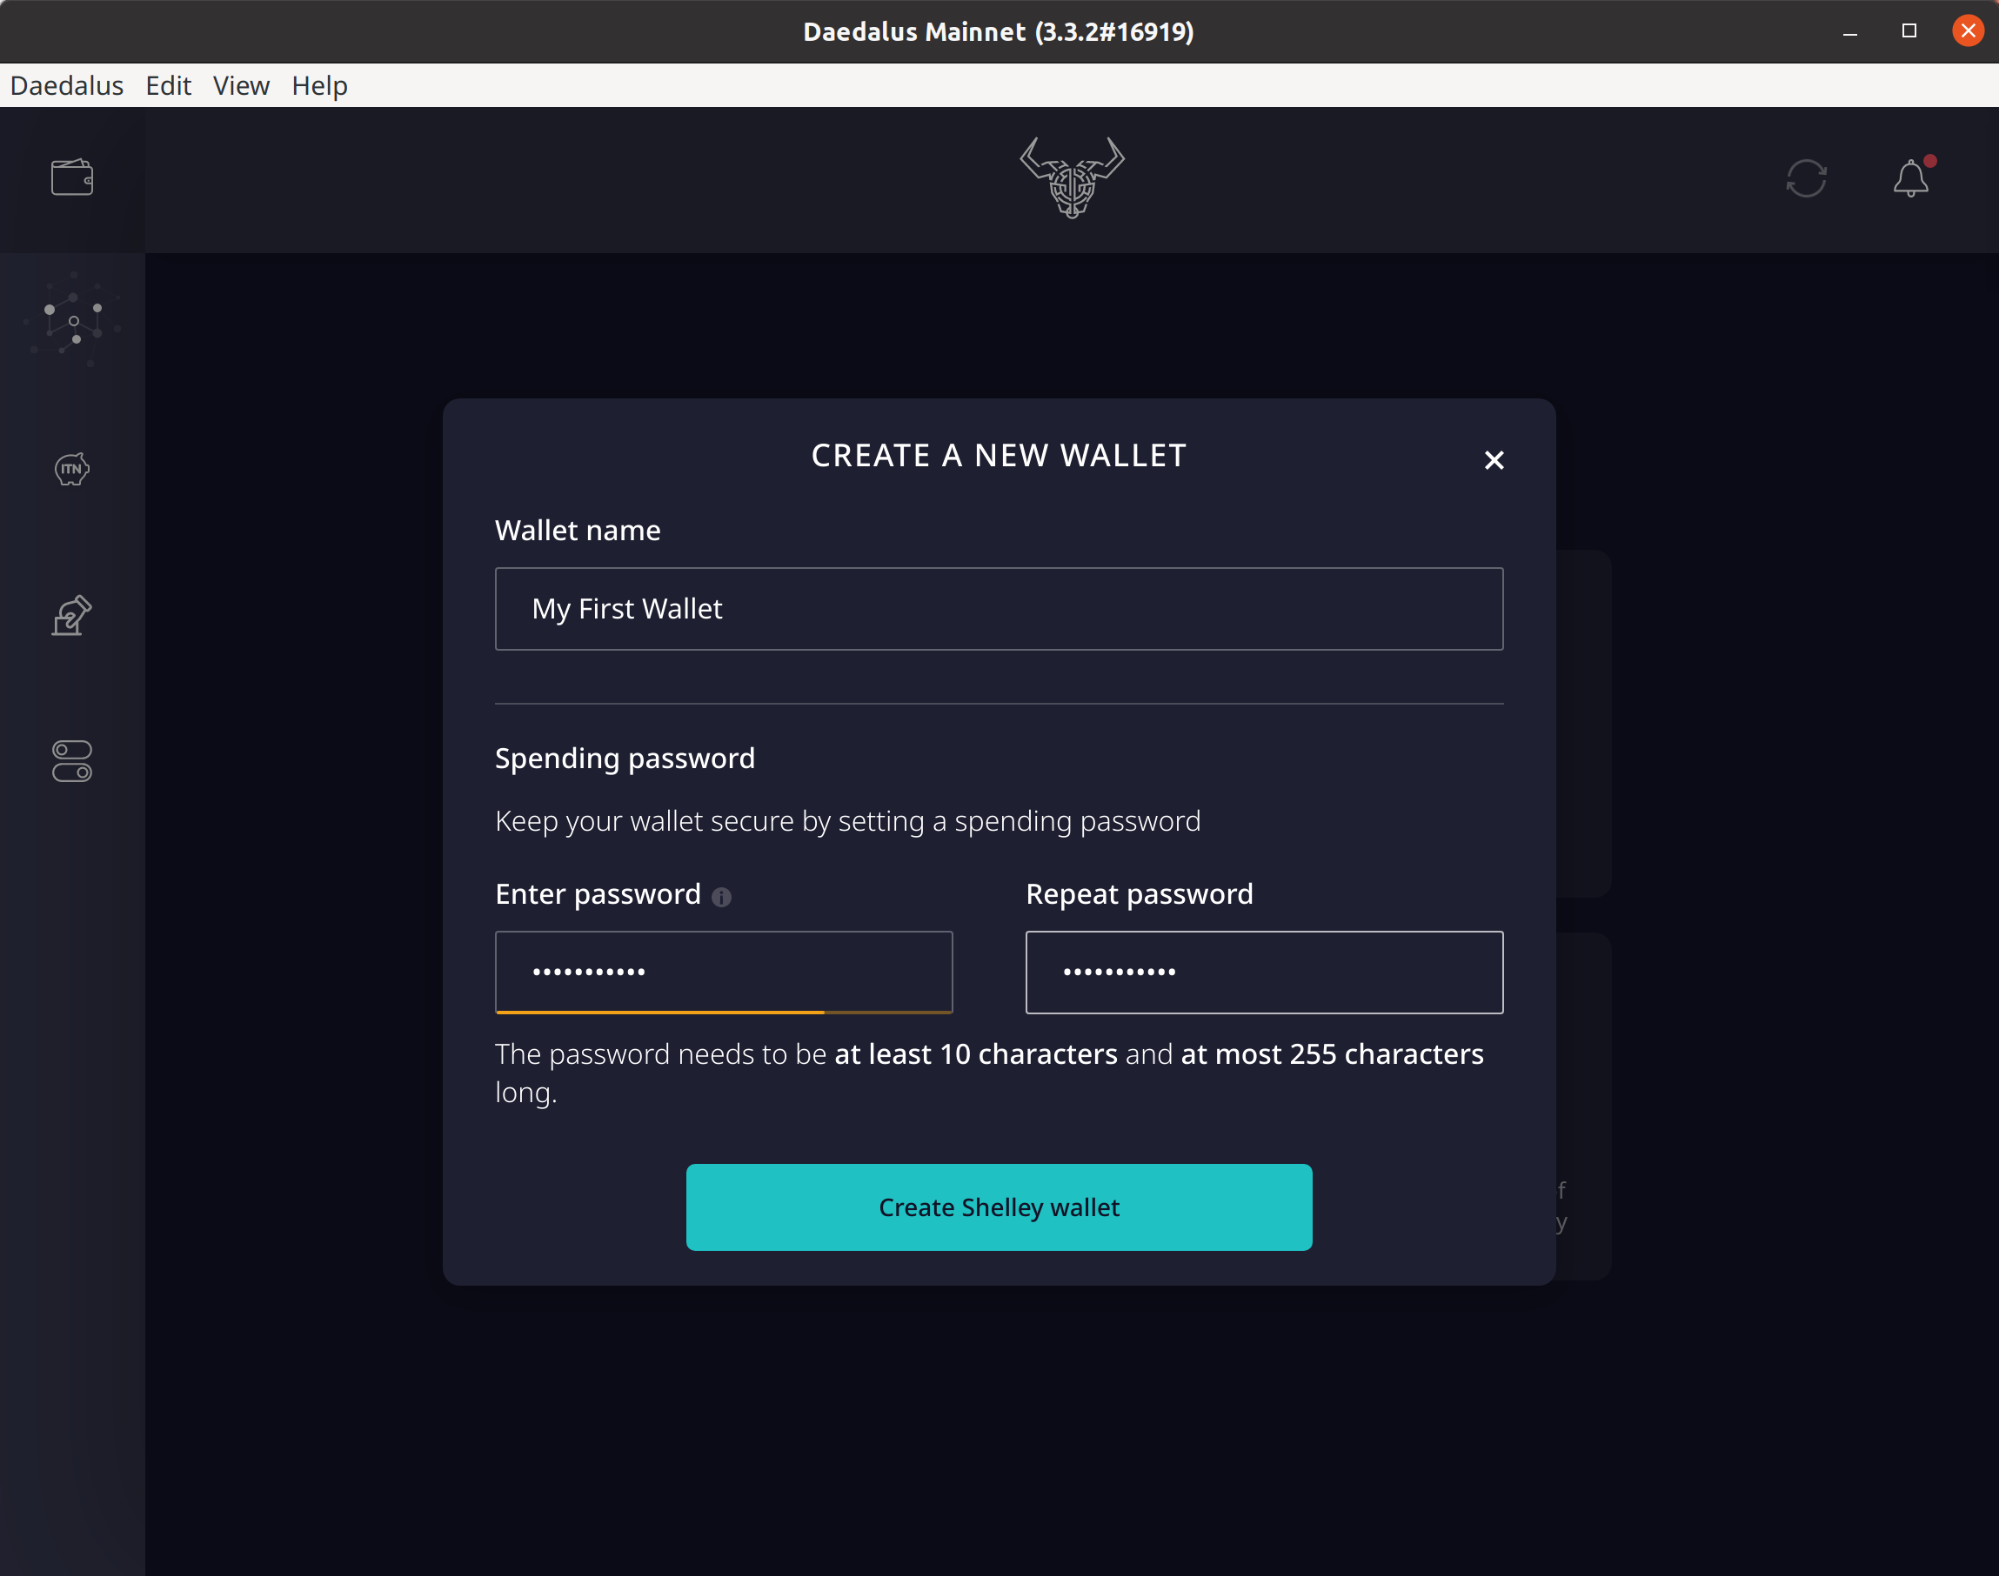 Daedalus Mainnet (3.3.2#16919)
Daedalus Edit View Help
ITN
CREATE A NEW WALLET
Wallet name
My First Wallet
Spending password
Keep your wallet secure by setting a spending password
Enter password
Repeat password
The password needs to be at least 10 characters and at most 255 characters
long.
f
y
Create Shelley wallet